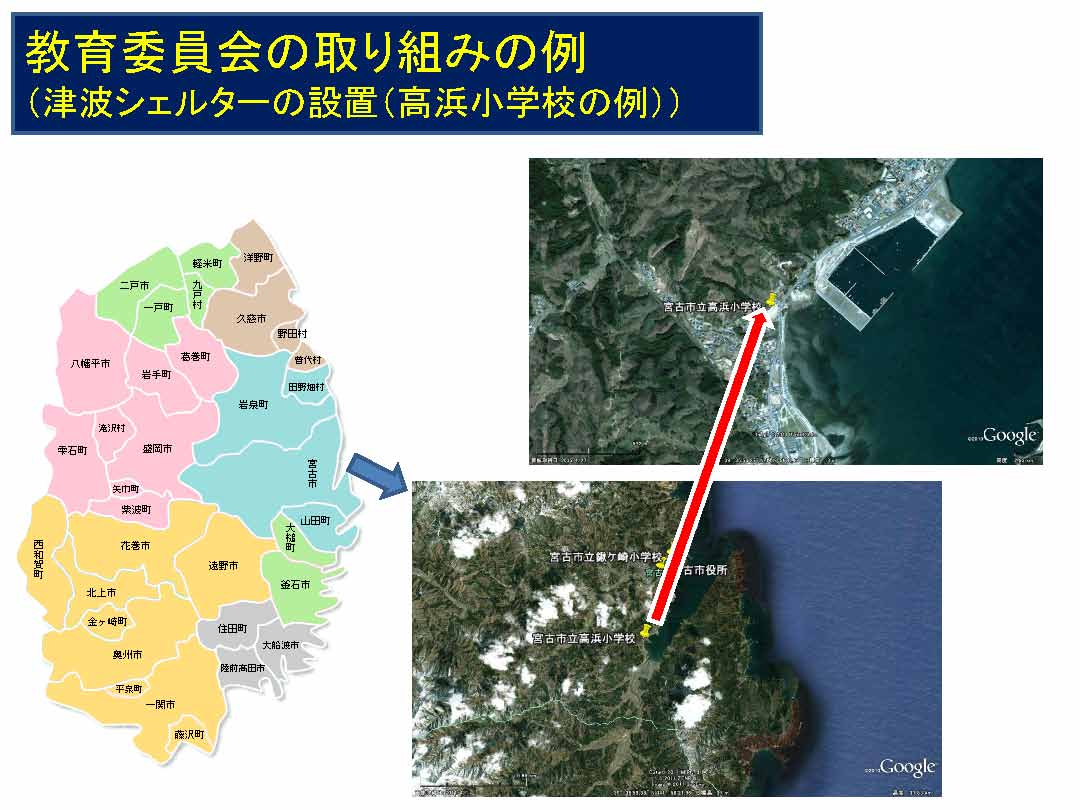 教育委員会の取り組みの例
（津波シェルターの設置（高浜小学校の例））
洋野町
軽米町
二戸市
九戸村
一戸町
久慈市
野田村
普代村
葛巻町
八幡平市
岩手町
田野畑村
岩泉町
滝沢村
雫石町
盛岡市
宮古市
矢巾町
紫波町
山田町
大槌町
花巻市
西和賀町
遠野市
釜石市
北上市
金ヶ崎町
住田町
大船渡市
奥州市
陸前高田市
平泉町
一関市
藤沢町
宮古市立高浜小学校
©2010 Google
宮古市立鍬ケ崎小学校
古市役所
宮古市立高浜小学校
©2010 Google